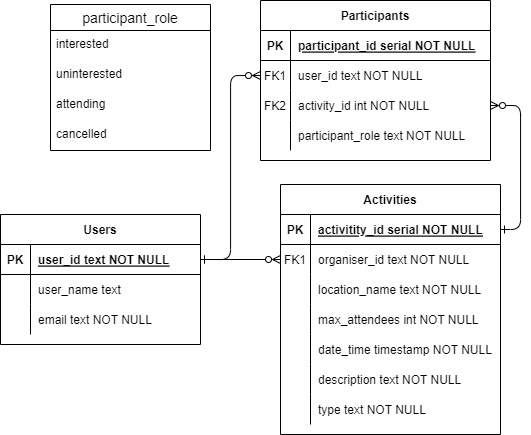 participant_role
interested
uninterested
attending
cancelled
Participants
PK participant_id serial NOT NULL
FK1 user_id text NOT NULL
FK2 activity_id int NOT NULL
participant_role text NOT NULL
Users
PK user_id text NOT NULL
user_name text
email text NOT NULL
Activities
PK activitity_id serial NOT NULL
FK1 organiser_id text NOT NULL
location_name text NOT NULL
max_attendees int NOT NULL
date_time timestamp NOT NULL
description text NOT NULL
type text NOT NULL